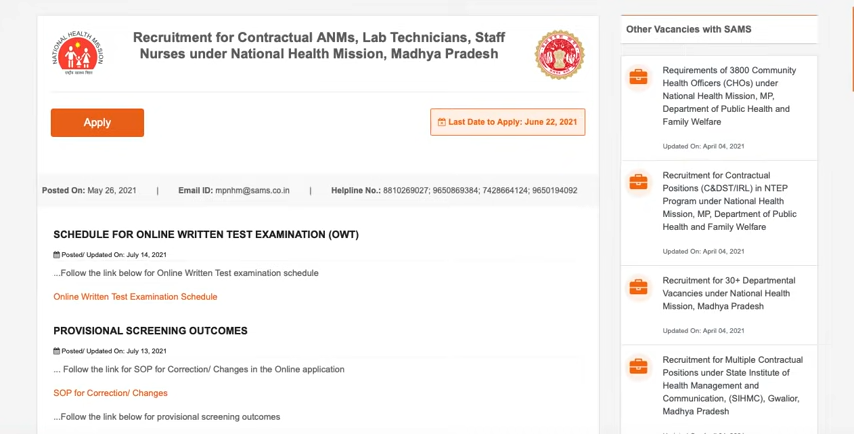 NATIONAL HEALTH MISSION
राष्ट्रीय स्वास्थ्य मिशन
Recruitment for Contractual ANMs, Lab Technicians, Staff
Nurses under National Health Mission, Madhya Pradesh
Apply
Last Date to Apply: June 22, 2021
Posted On: May 26, 2021 | Email ID: mpnhm@sams.co.in | Helpline No.: 8810269027; 9650869384; 7428664124; 9650194092
SCHEDULE FOR ONLINE WRITTEN TEST EXAMINATION (OWT)
Posted/ Updated On: July 14, 2021
...Follow the link below for Online Written Test examination schedule
Online Written Test Examination Schedule
PROVISIONAL SCREENING OUTCOMES
Posted/ Updated On: July 13, 2021
... Follow the link for SOP for Correction/ Changes in the Online application
SOP for Correction/ Changes
...Follow the link below for provisional screening outcomes
Other Vacancies with SAMS
Requirements of 3800 Community
Health Officers (CHOs) under
National Health Mission, MP,
Department of Public Health and
Family Welfare
Updated On: April 04, 2021
Recruitment for Contractual
Positions (C&DST/IRL) in NTEP
Program under National Health
Mission, MP, Department of Public
Health and Family Welfare
Updated On: April 04, 2021
Recruitment for 30+ Departmental
Vacancies under National Health
Mission, Madhya Pradesh
Updated On: April 04, 2021
Recruitment for Multiple Contractual
Positions under State Institute of
Health Management and
Communication, (SIHMC), Gwalior,
Madhya Pradesh